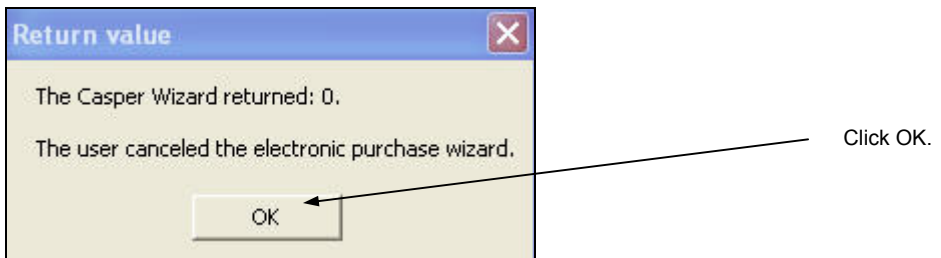 Return value
The Casper Wizard returned: 0.
The user canceled the electronic purchase wizard.
OK
Click OK.